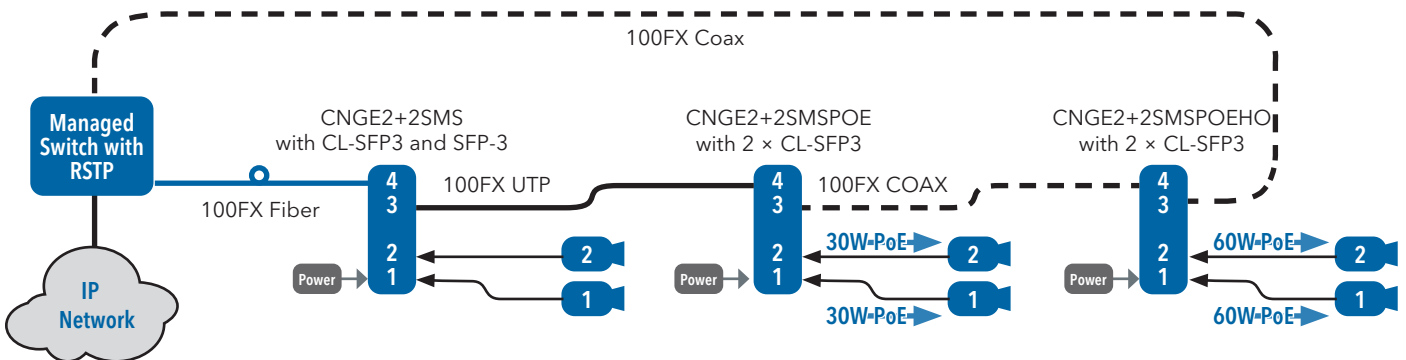 100FX Coax
Managed
Switch with
RSTP
CNGE2+2SMS
with CL-SFP3 and SFP-3
CNGE2+2SMSPOE
with 2 × CL-SFP3
CNGE2+2SMSPOEHO
with 2 × CL-SFP3
100FX Fiber
4
3
2
1
100FX UTP
Power
2
1
4
3
2
1
100FX COAX
Power
30W PoE
2
1
30W PoE
4
3
2
1
Power
60W PoE
2
1
60W PoE
IP
Network